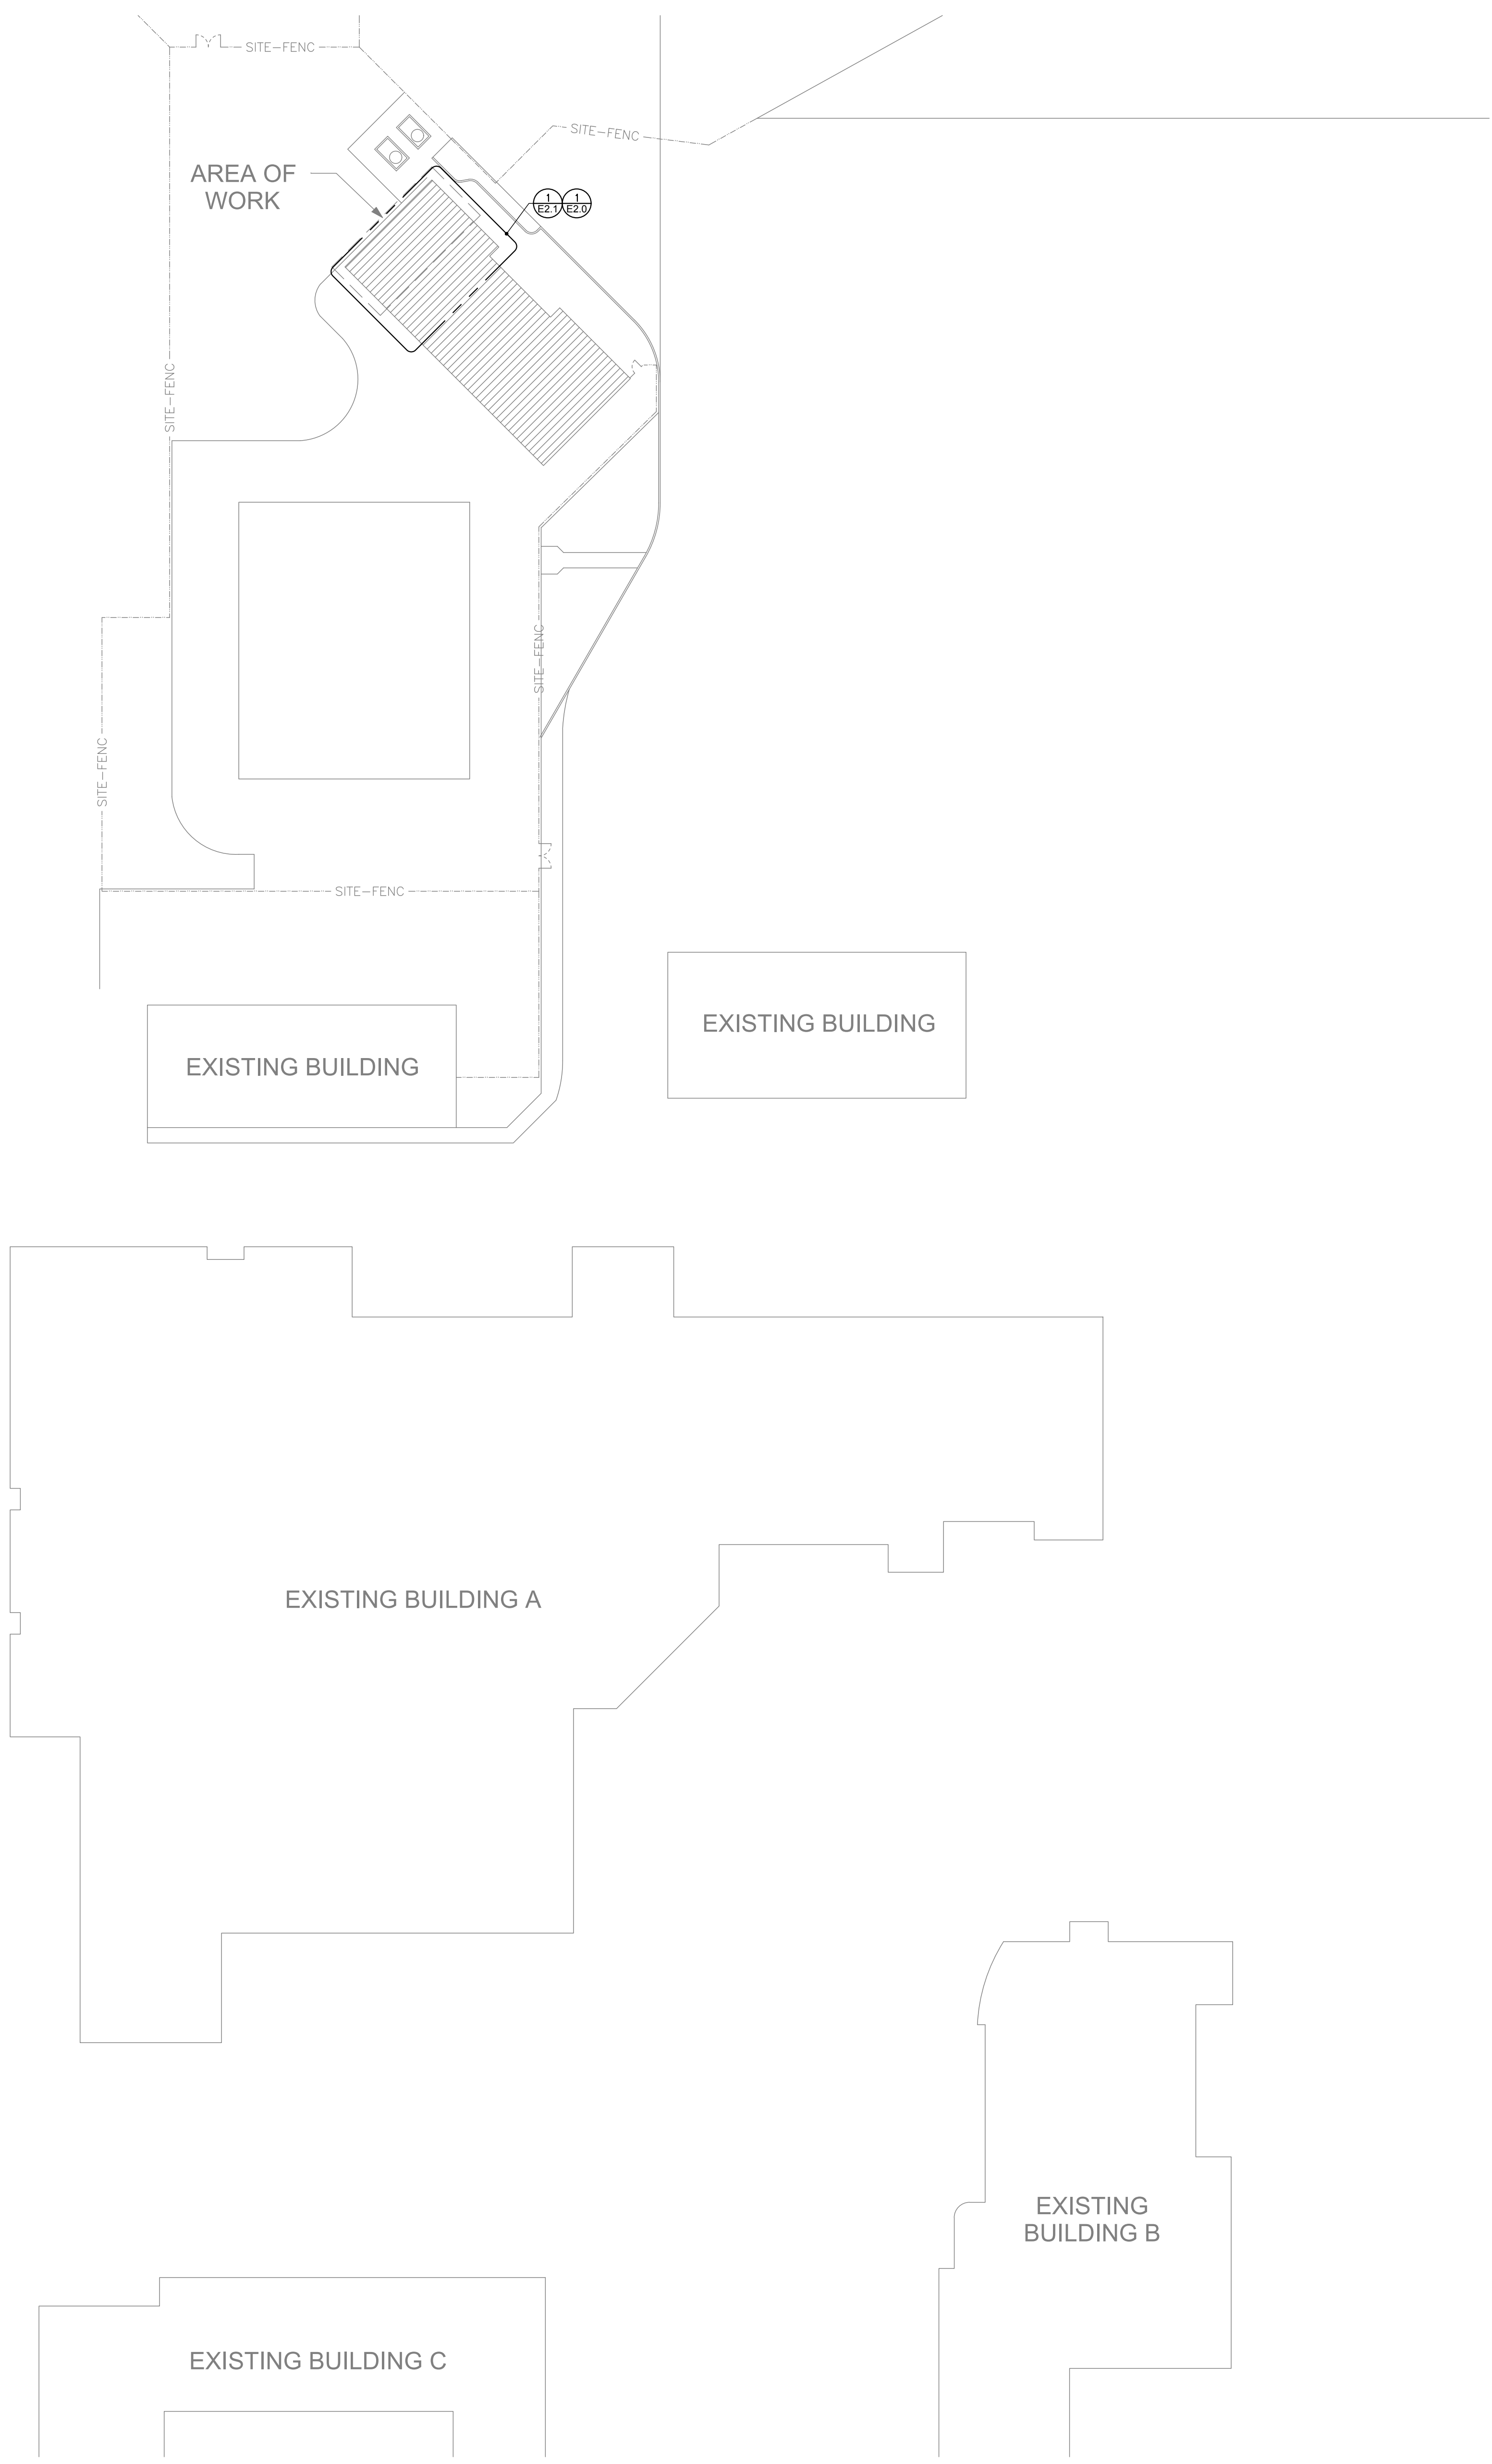 SITE-FENC
SITE-FENC
AREA OF
WORK
1
E2.1
1
E2.0
SITE-FENC
SITE-FENC
SITE-FENC
SITE-FENC
EXISTING BUILDING
EXISTING BUILDING
EXISTING BUILDING A
EXISTING
BUILDING B
EXISTING BUILDING C